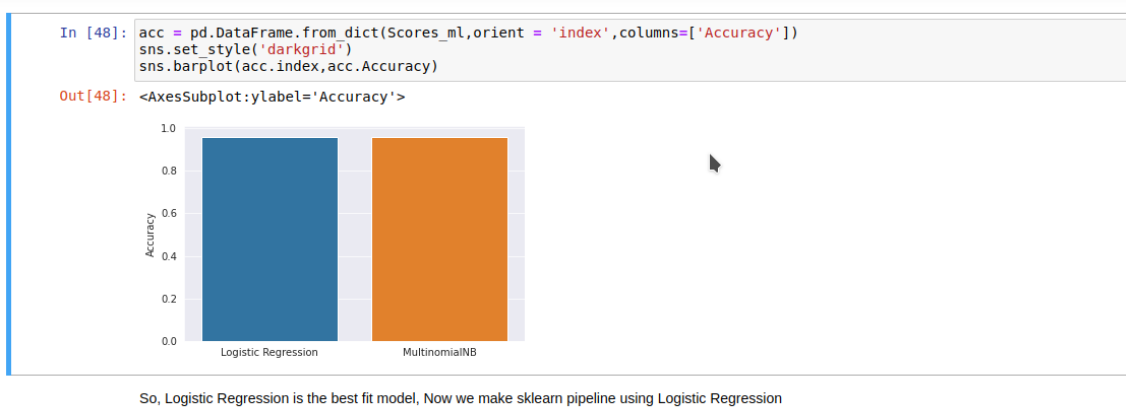 In [48]: acc = pd.DataFrame.from_dict(Scores_ml,orient = 'index',columns=['Accuracy'])
sns.set_style('darkgrid')
sns.barplot(acc.index,acc.Accuracy)
Out[48]: <AxesSubplot:ylabel='Accuracy'>
1.0
0.8
0.6
0.4
0.2
0.0
Accuracy
Logistic Regression MultinomialNB
So, Logistic Regression is the best fit model, Now we make sklearn pipeline using Logistic Regression